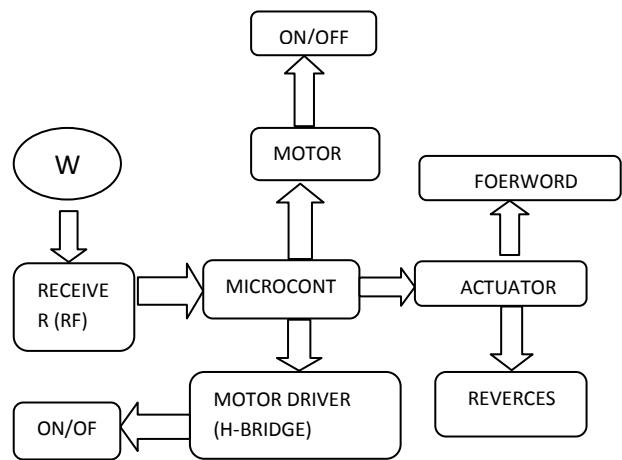 ON/OFF
MOTOR
W
FOERWORD
RECEIVE
R (RF)
MICROCONT
ACTUATOR
MOTOR DRIVER
(H-BRIDGE)
REVERCES
ON/OF